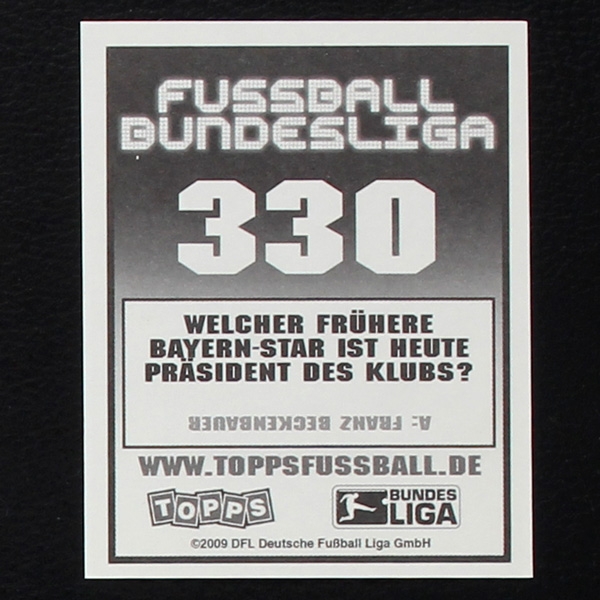 FUSSBALL
BUNDESLIGA
330
WELCHER FRÜHERE
BAYERN-STAR IST HEUTE
PRÄSIDENT DES KLUBS?
A: FRANZ BECKENBAUER
WWW.TOPPSFUSSBALL.DE
TOPPS
BUNDES
LIGA
©2009 DFL Deutsche Fußball Liga GmbH